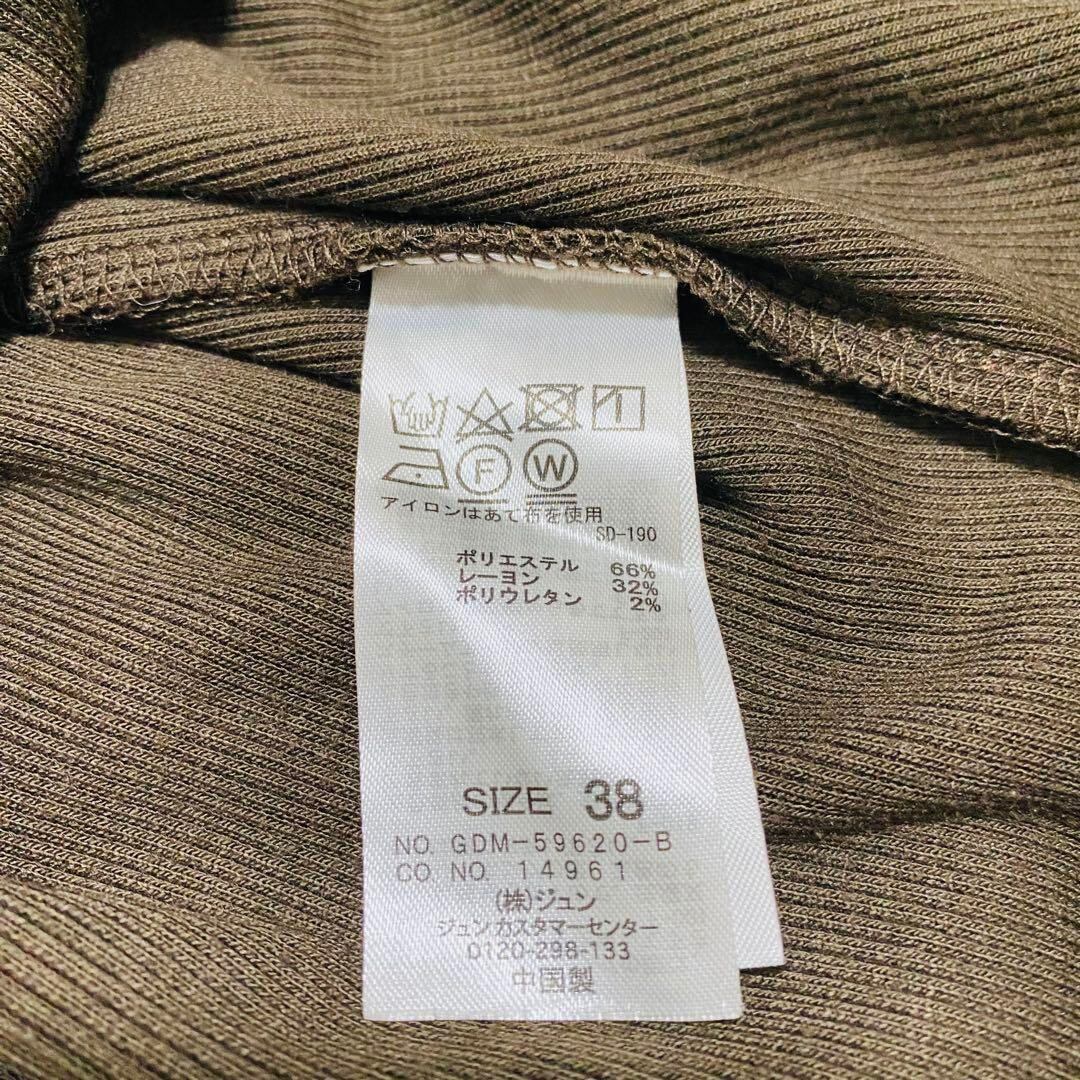 F W
アイロンはあて布を使用
SD-190
ポリエステル 66%
レーヨン 32%
ポリウレタン 2%
SIZE 38
NO. GDM-59620-B
CO. NO. 14961
(株)ジュン
ジュンカスタマーセンター
0120-298-133
中国製